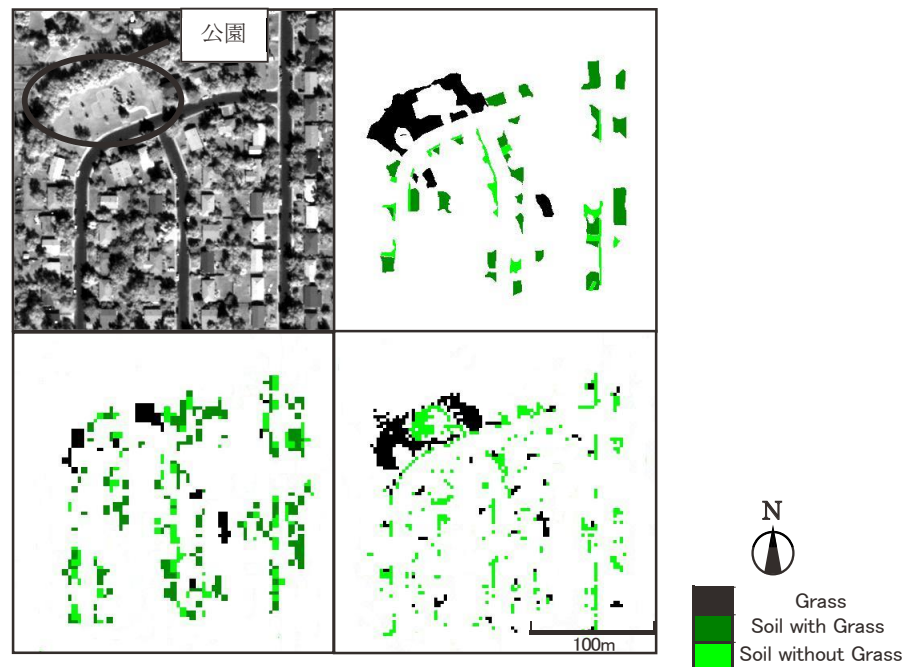 公園
100m
N
Grass
Soil with Grass
Soil without Grass